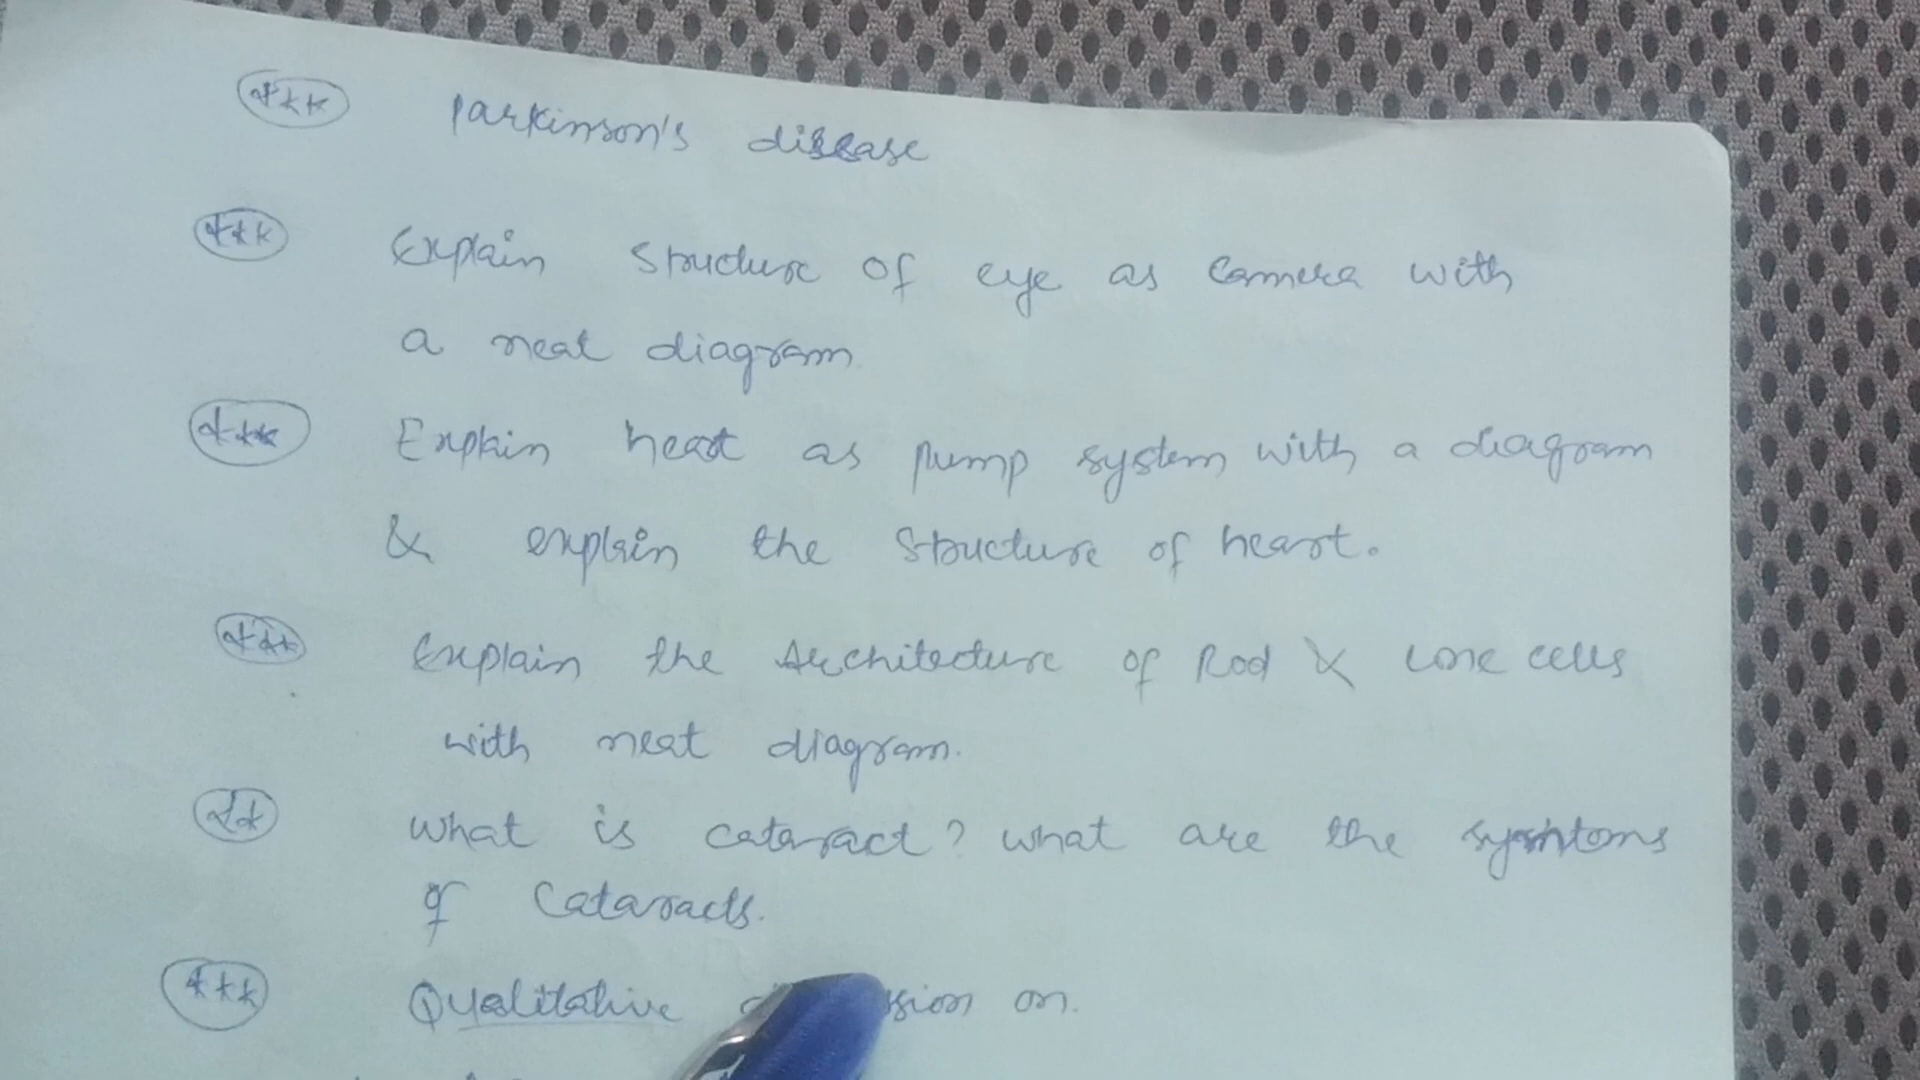 *** Parkinson's disease
*** Explain Structure of eye as Camera with
a neat diagram.
*** Explain heart as pump system with a diagram
& explain the Structure of heart.
*** Explain the Architecture of Rod & Cone cells
with neat diagram.
** What is cataract? what are the
of Cataracts.
*** Qualitative on.